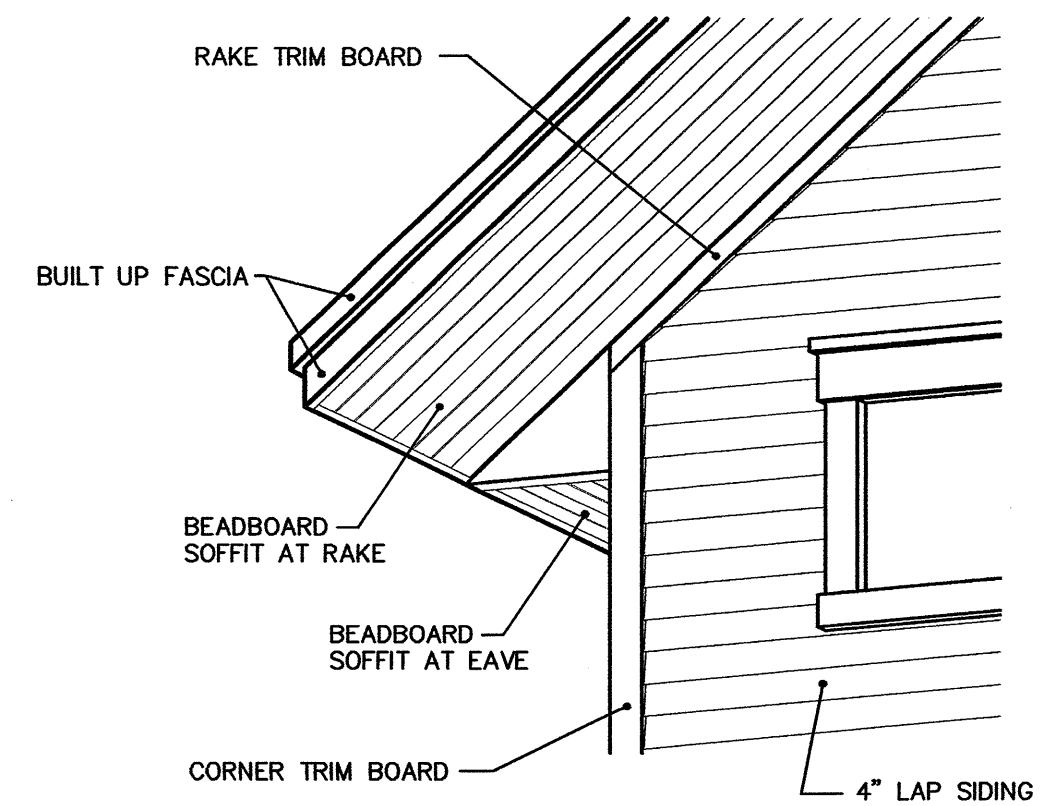 RAKE TRIM BOARD
BUILT UP FASCIA
BEADBOARD
SOFFIT AT RAKE
BEADBOARD
SOFFIT AT EAVE
CORNER TRIM BOARD
4" LAP SIDING